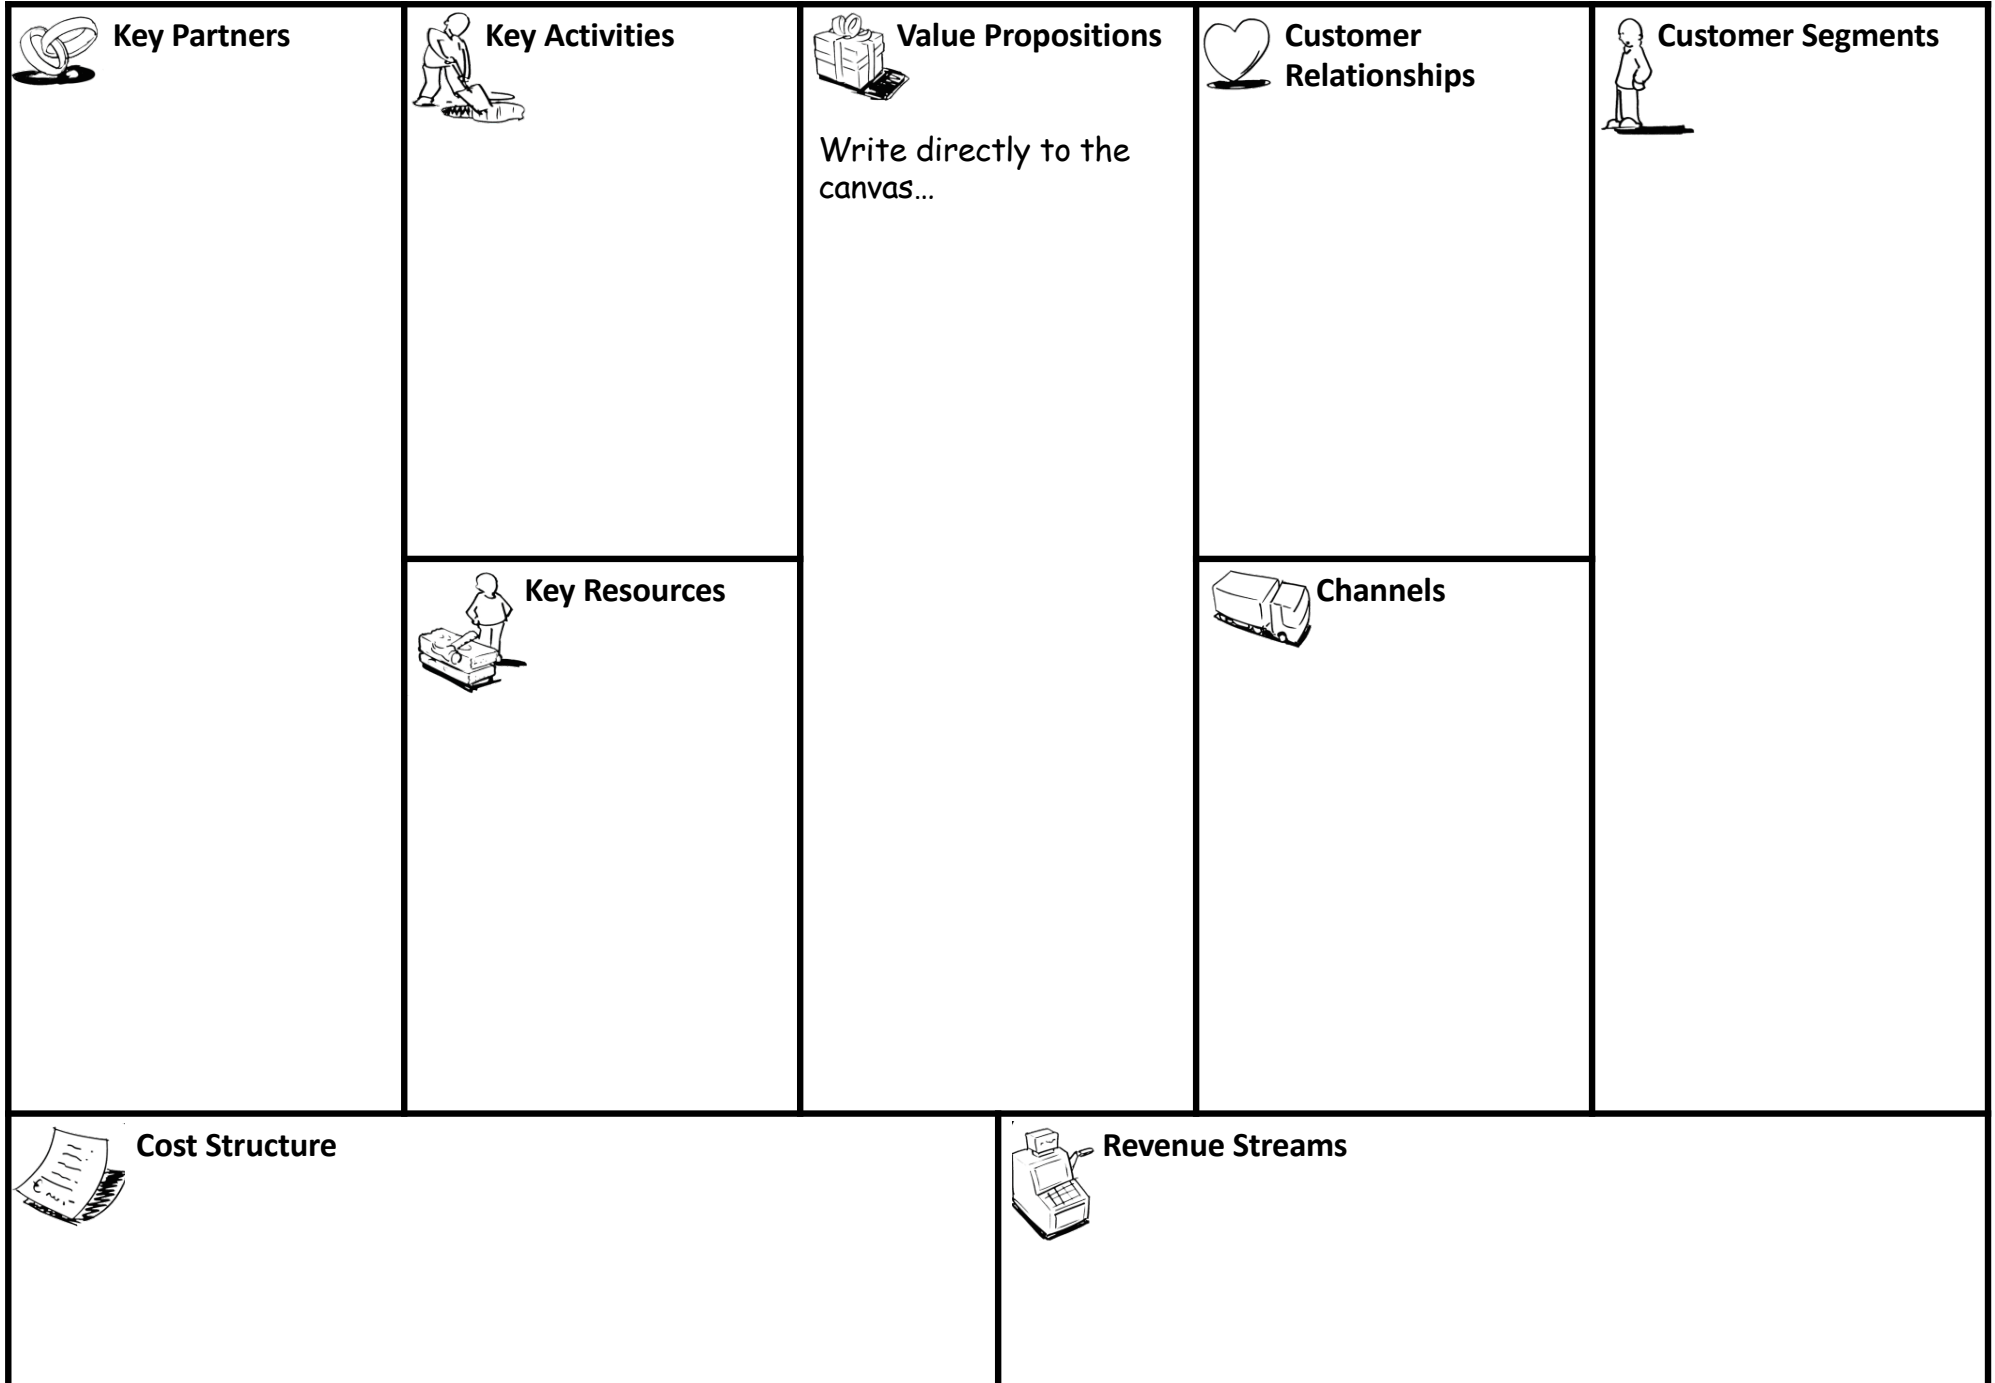 Key Partners
Key Activities
Value Propositions
Write directly to the
canvas…
Customer
Relationships
Customer Segments
Key Resources
Channels
Cost Structure
Revenue Streams